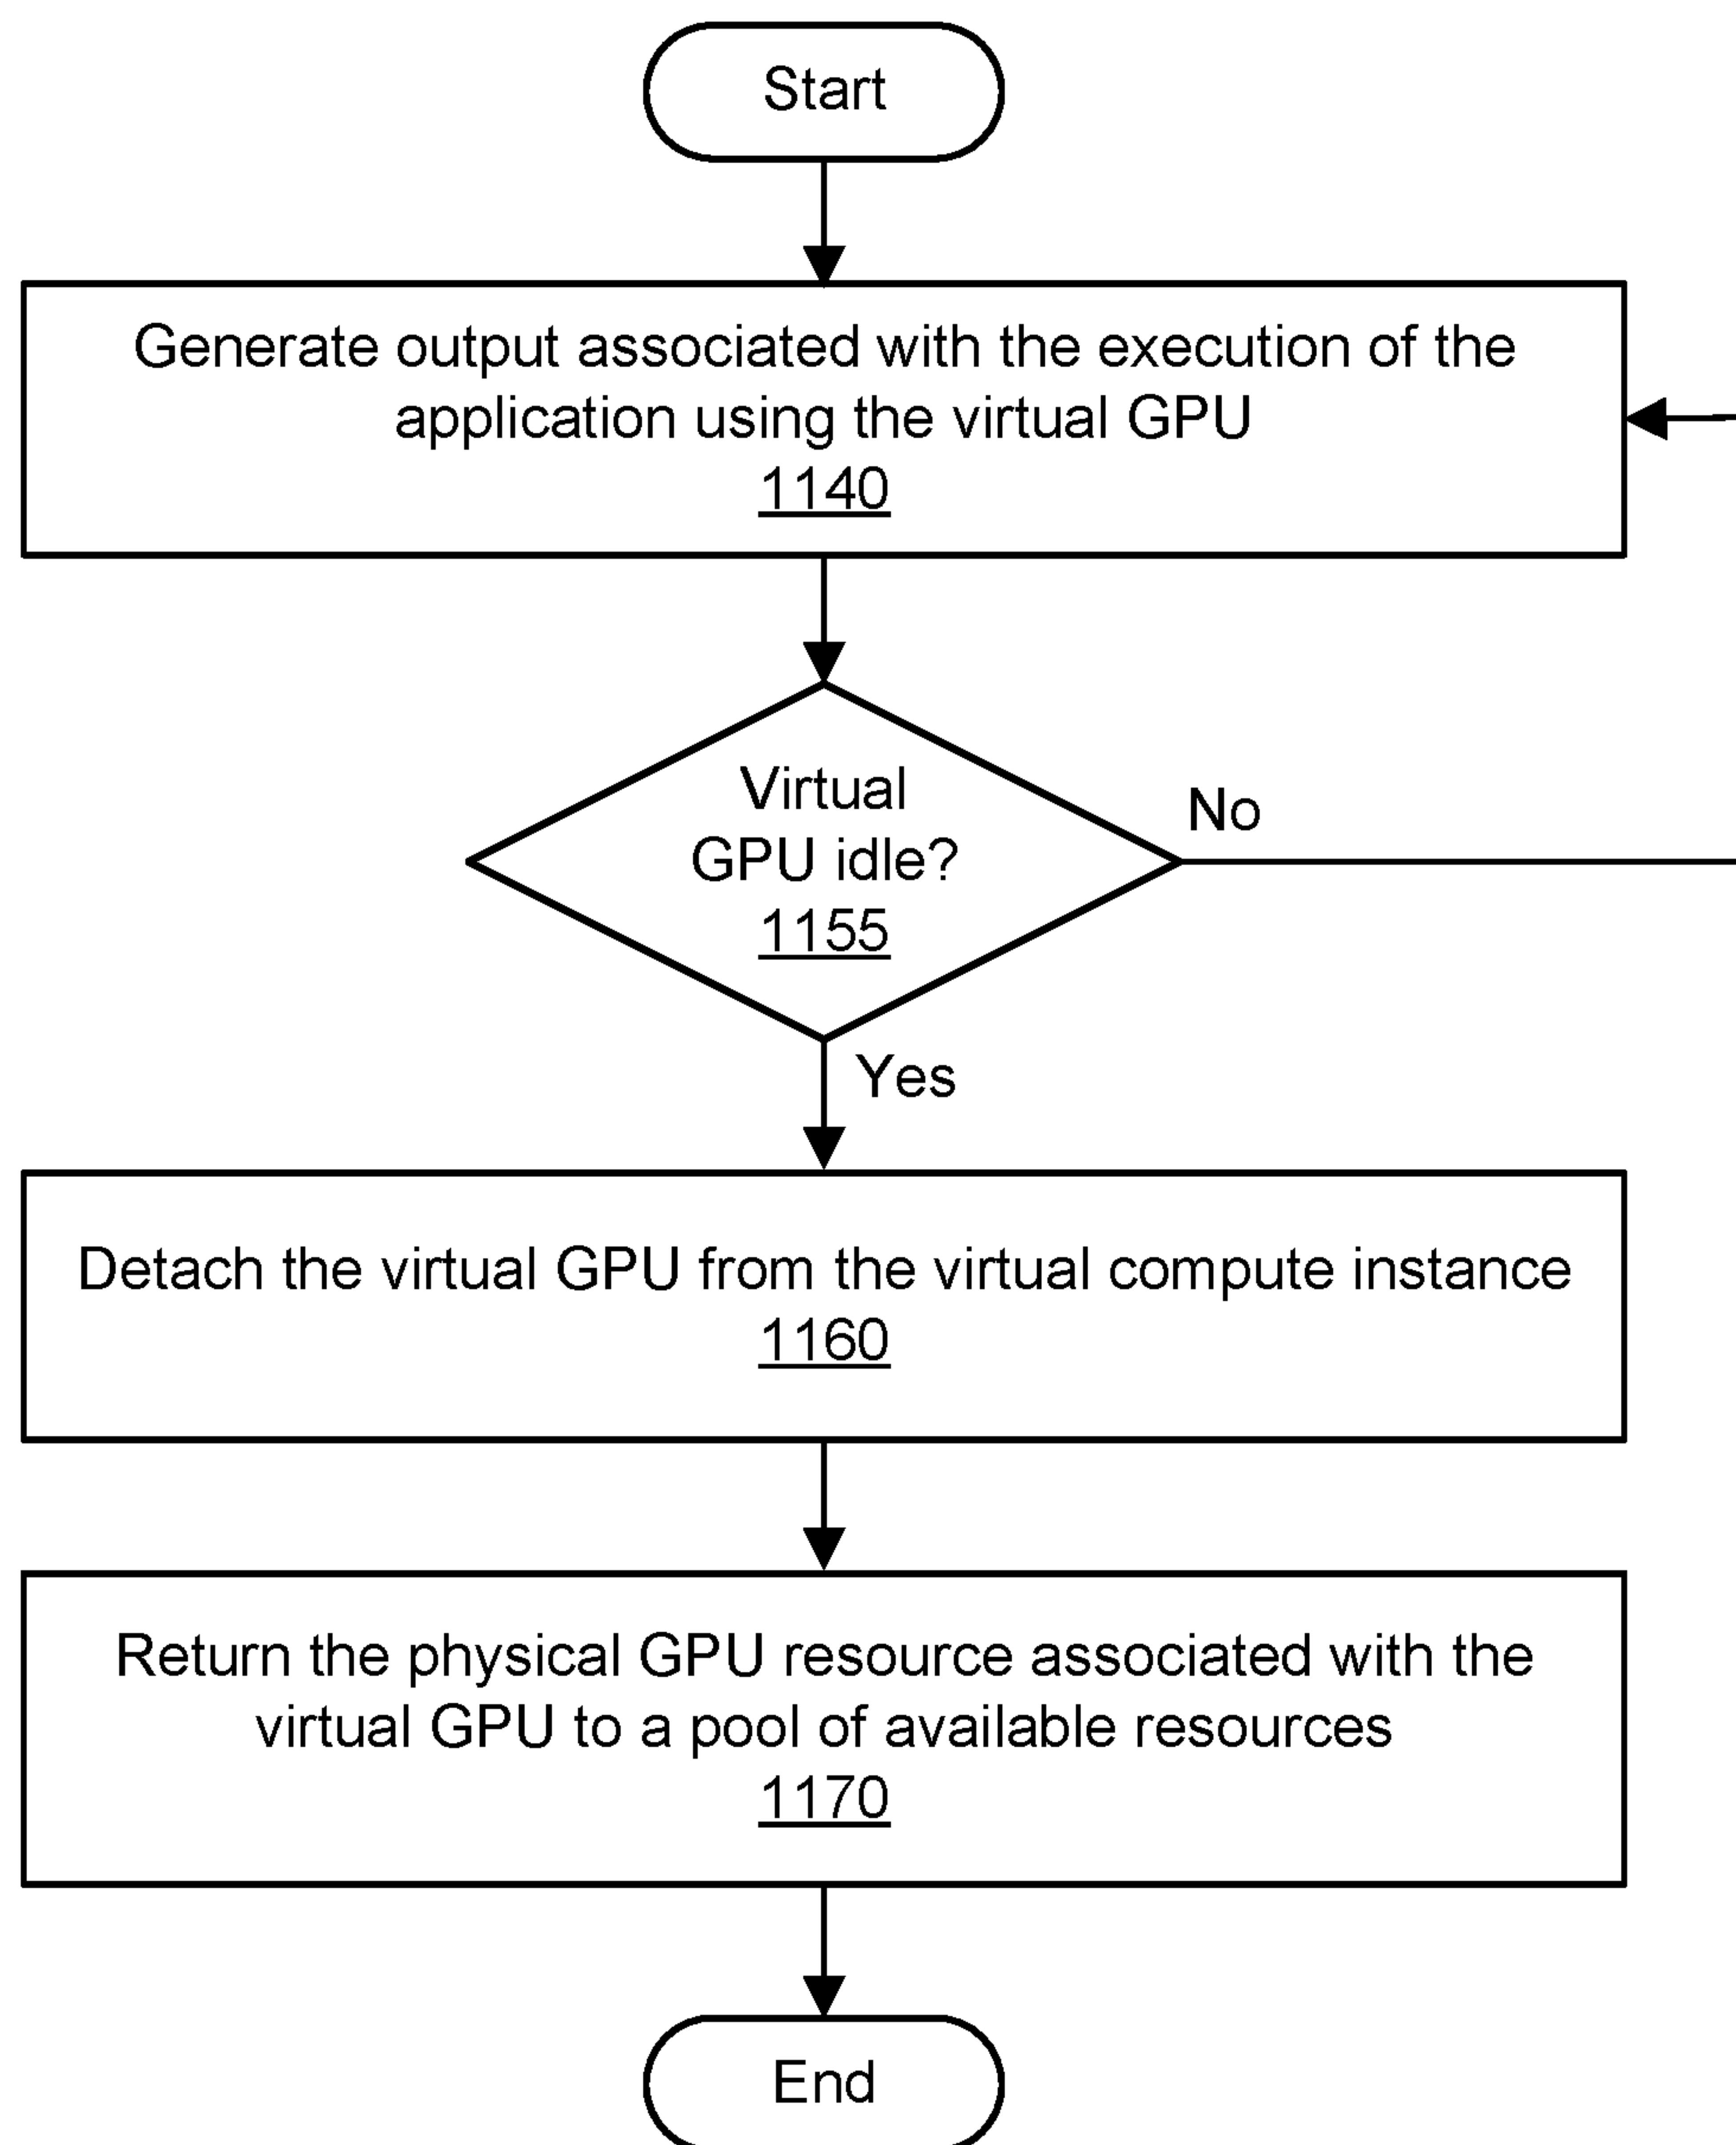 Start
Generate output associated with the execution of the
application using the virtual GPU
1140
Virtual
GPU idle?
1155
No
Yes
Detach the virtual GPU from the virtual compute instance
1160
Return the physical GPU resource associated with the
virtual GPU to a pool of available resources
1170
End